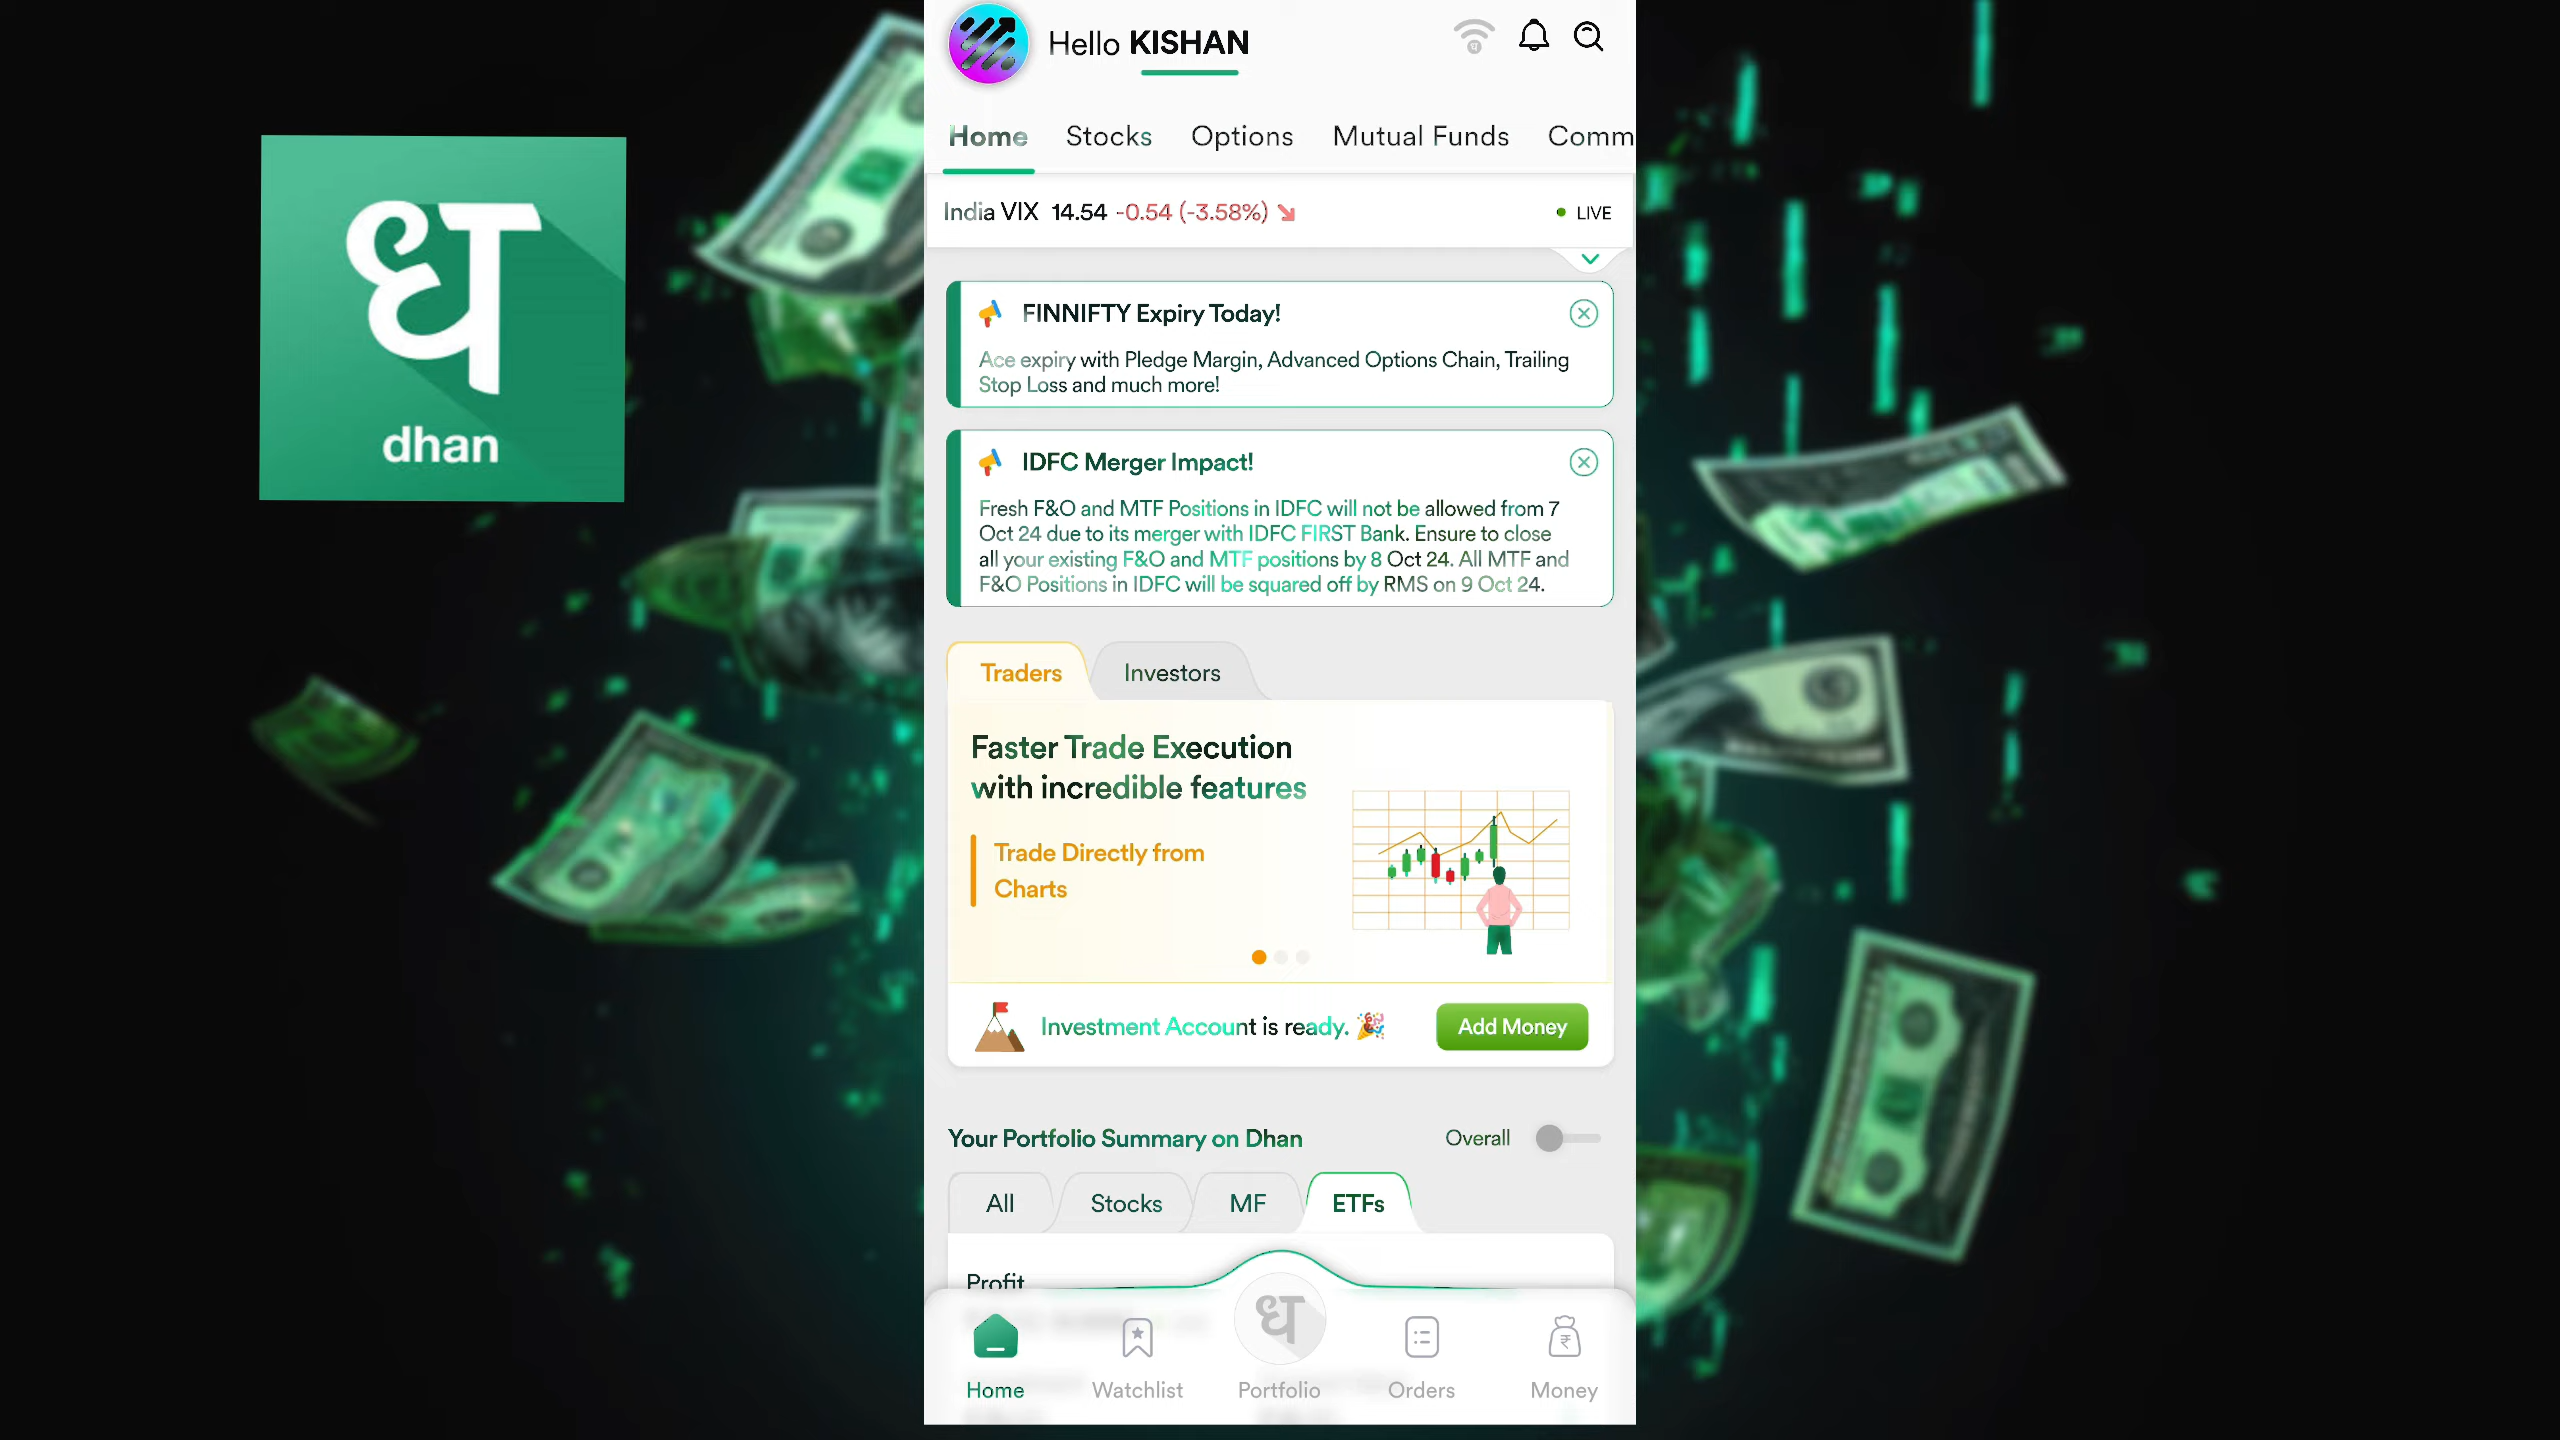 ध
dhan
Hello KISHAN
Home Stocks Options Mutual Funds Comm
India VIX 14.54 -0.54 (-3.58%) LIVE
FINNIFTY Expiry Today!
Ace expiry with Pledge Margin, Advanced Options Chain, Trailing
Stop Loss and much more!
IDFC Merger Impact!
Fresh F&O and MTF Positions in IDFC will not be allowed from 7
Oct 24 due to its merger with IDFC FIRST Bank. Ensure to close
all your existing F&O and MTF positions by 8 Oct 24. All MTF and
F&O Positions in IDFC will be squared off by RMS on 9 Oct 24.
Traders Investors
Faster Trade Execution
with incredible features
Trade Directly from
Charts
Investment Account is ready. 🎉 Add Money
Your Portfolio Summary on Dhan Overall
All Stocks MF ETFs
Profit
ध
₹
Home Watchlist Portfolio Orders Money